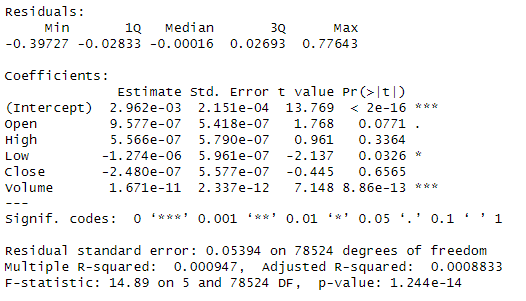 Residuals:
     Min       1Q   Median       3Q      Max
-0.39727 -0.02833 -0.00016  0.02693  0.77643

Coefficients:
              Estimate Std. Error t value Pr(>|t|)
(Intercept)  2.962e-03  2.151e-04  13.769  < 2e-16 ***
Open         9.577e-07  5.418e-07   1.768   0.0771 .
High         5.566e-07  5.790e-07   0.961   0.3364
Low         -1.274e-06  5.961e-07  -2.137   0.0326 *
Close       -2.480e-07  5.577e-07  -0.445   0.6565
Volume       1.671e-11  2.337e-12   7.148 8.86e-13 ***
---
Signif. codes:  0 ‘***’ 0.001 ‘**’ 0.01 ‘*’ 0.05 ‘.’ 0.1 ‘ ’ 1

Residual standard error: 0.05394 on 78524 degrees of freedom
Multiple R-squared:  0.000947,  Adjusted R-squared:  0.0008833
F-statistic: 14.89 on 5 and 78524 DF,  p-value: 1.244e-14